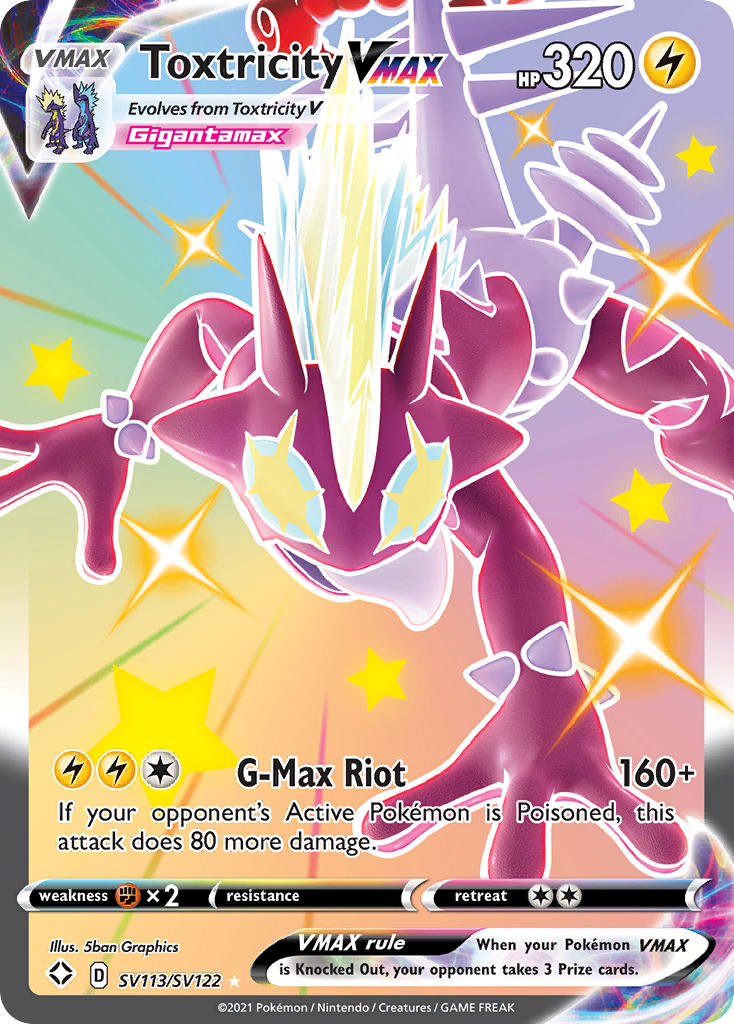 VMAX
Toxtricity VMAX
HP 320
Evolves from Toxtricity V
Gigantamax
G-Max Riot 160+
If your opponent's Active Pokémon is Poisoned, this
attack does 80 more damage.
weakness ×2 resistance retreat
Illus. 5ban Graphics
VMAX rule When your Pokémon VMAX
is Knocked Out, your opponent takes 3 Prize cards.
D SV113/SV122
©2021 Pokémon / Nintendo / Creatures / GAME FREAK